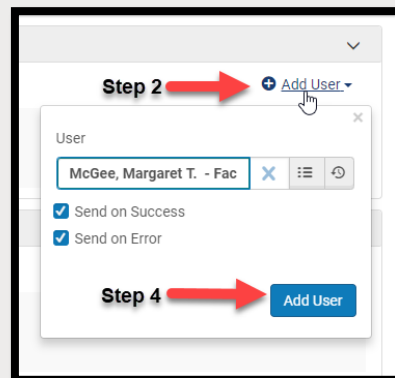 Step 2 Add User
×
User
McGee, Margaret T. - Fac
Send on Success
Send on Error
Step 4 Add User